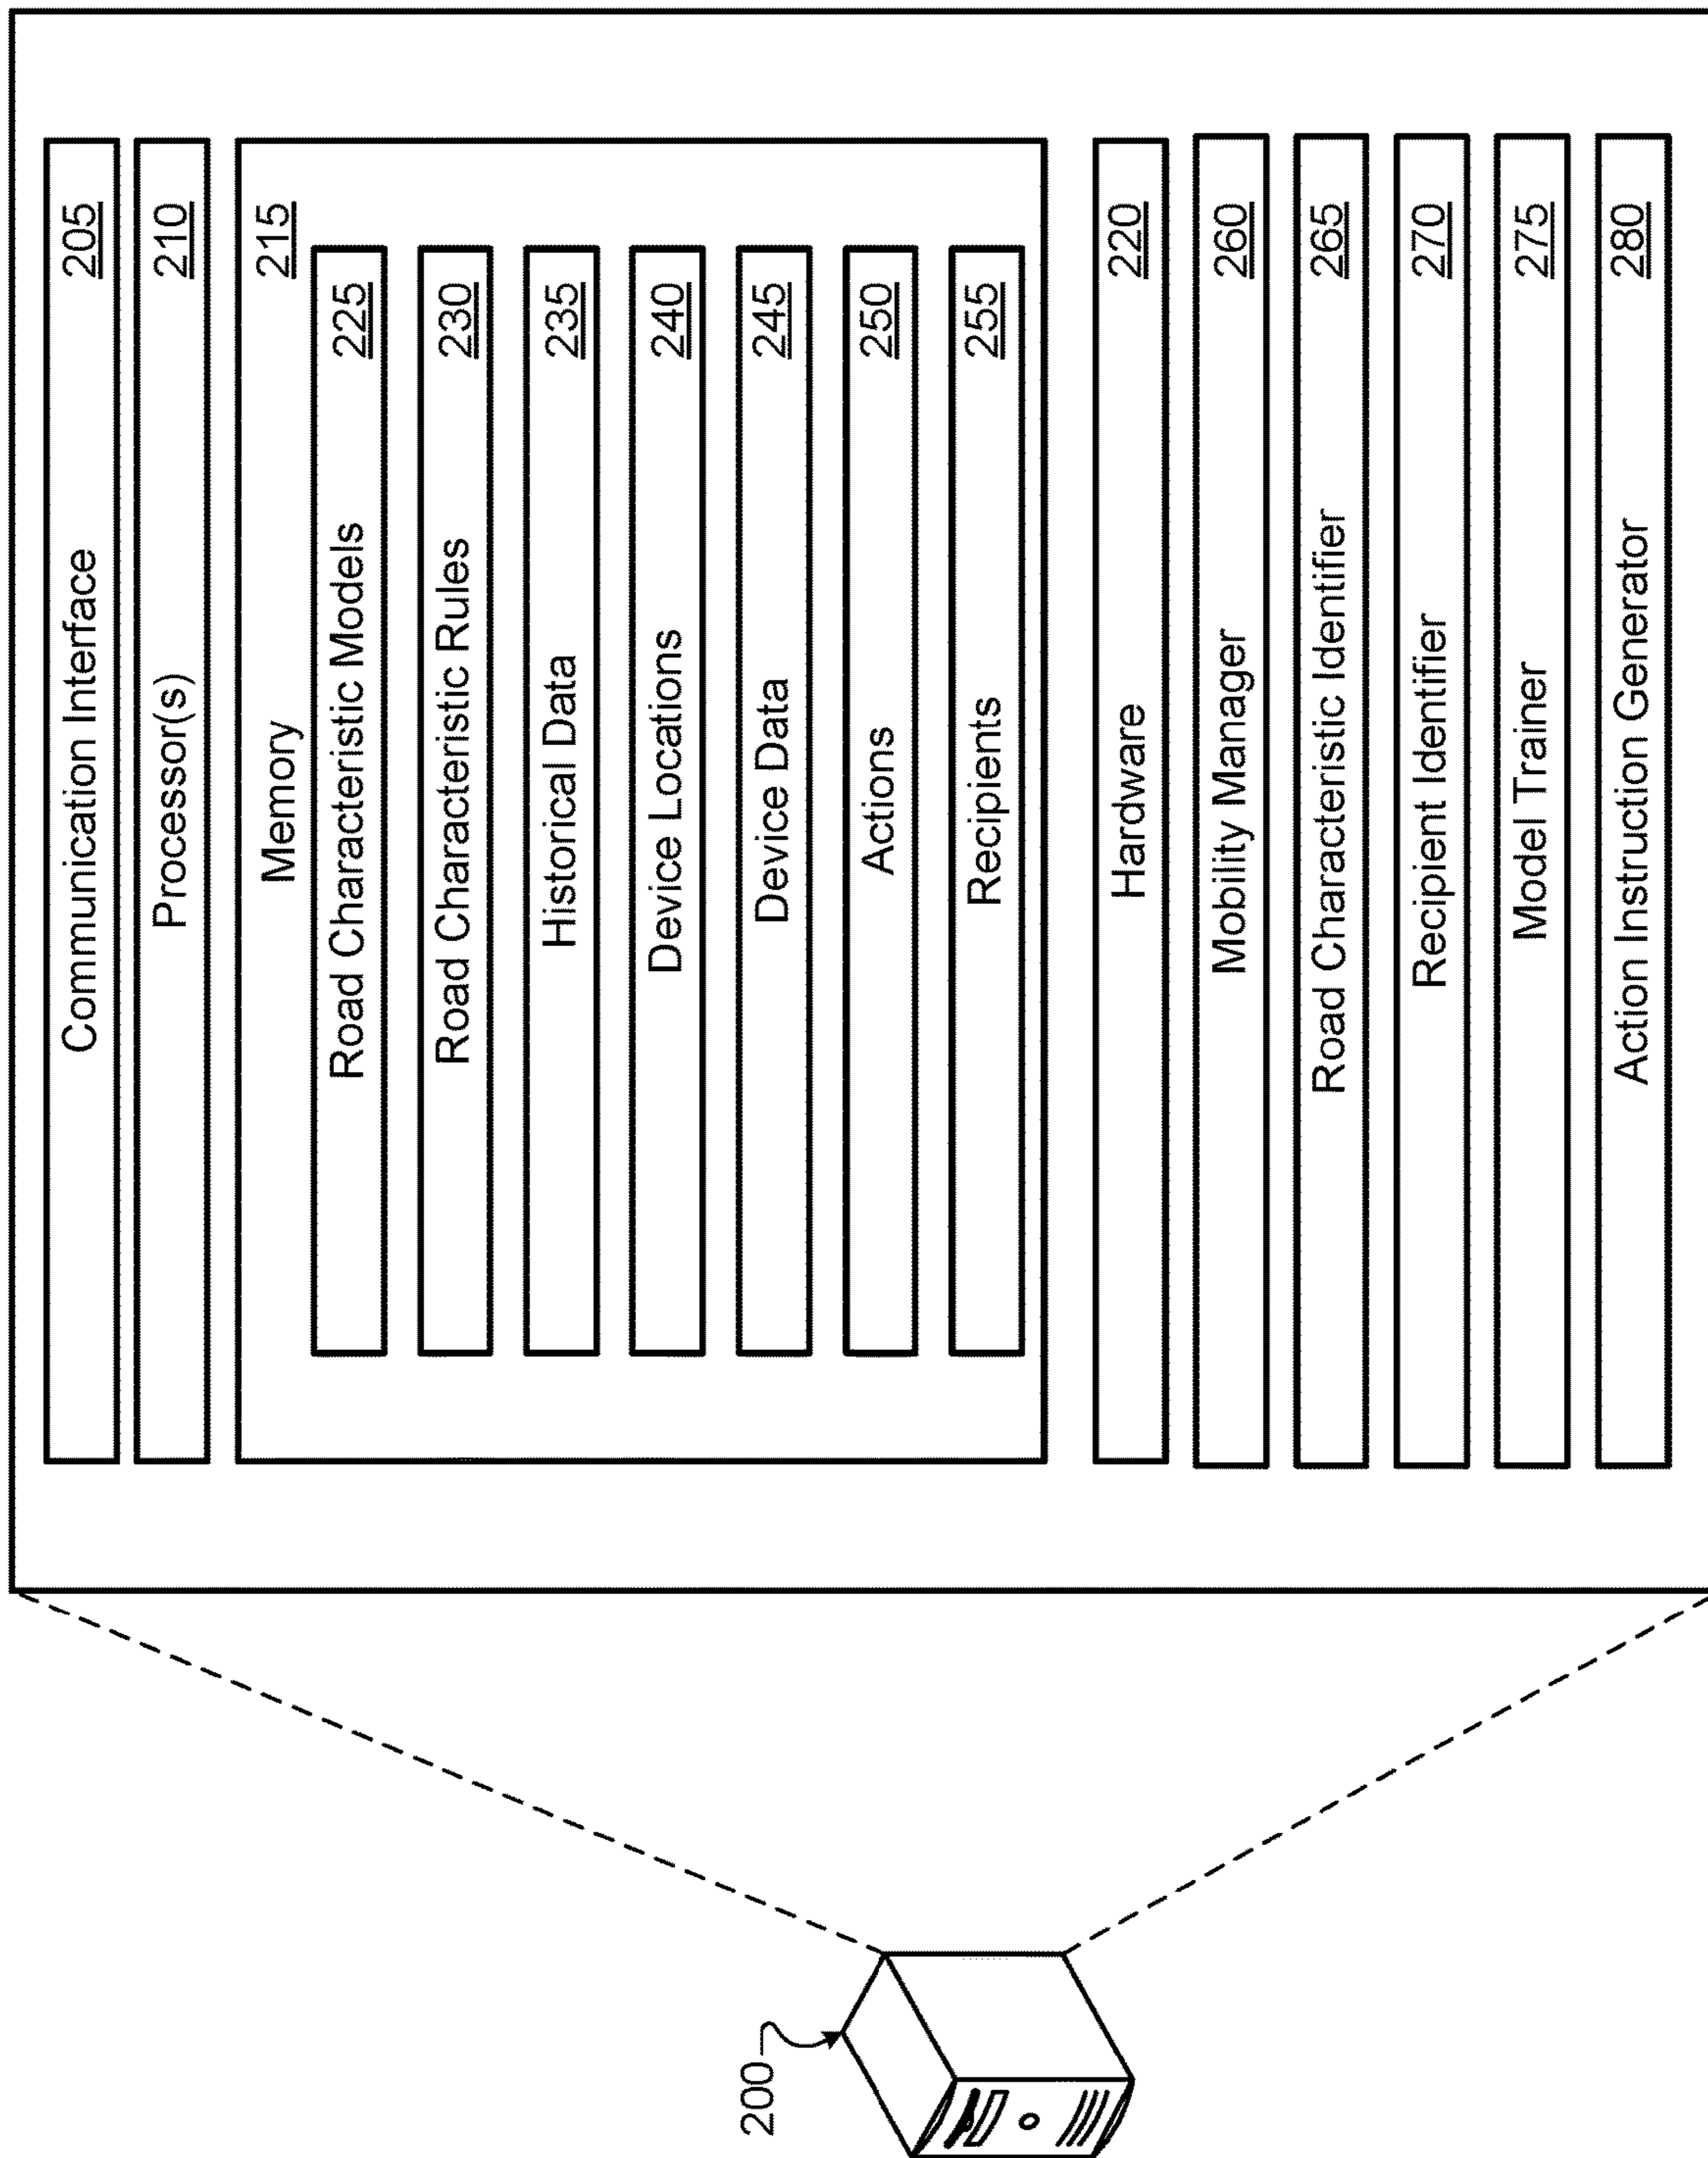 200
Communication Interface 205
Processor(s) 210
Memory 215
Road Characteristic Models 225
Road Characteristic Rules 230
Historical Data 235
Device Locations 240
Device Data 245
Actions 250
Recipients 255
Hardware 220
Mobility Manager 260
Road Characteristic Identifier 265
Recipient Identifier 270
Model Trainer 275
Action Instruction Generator 280